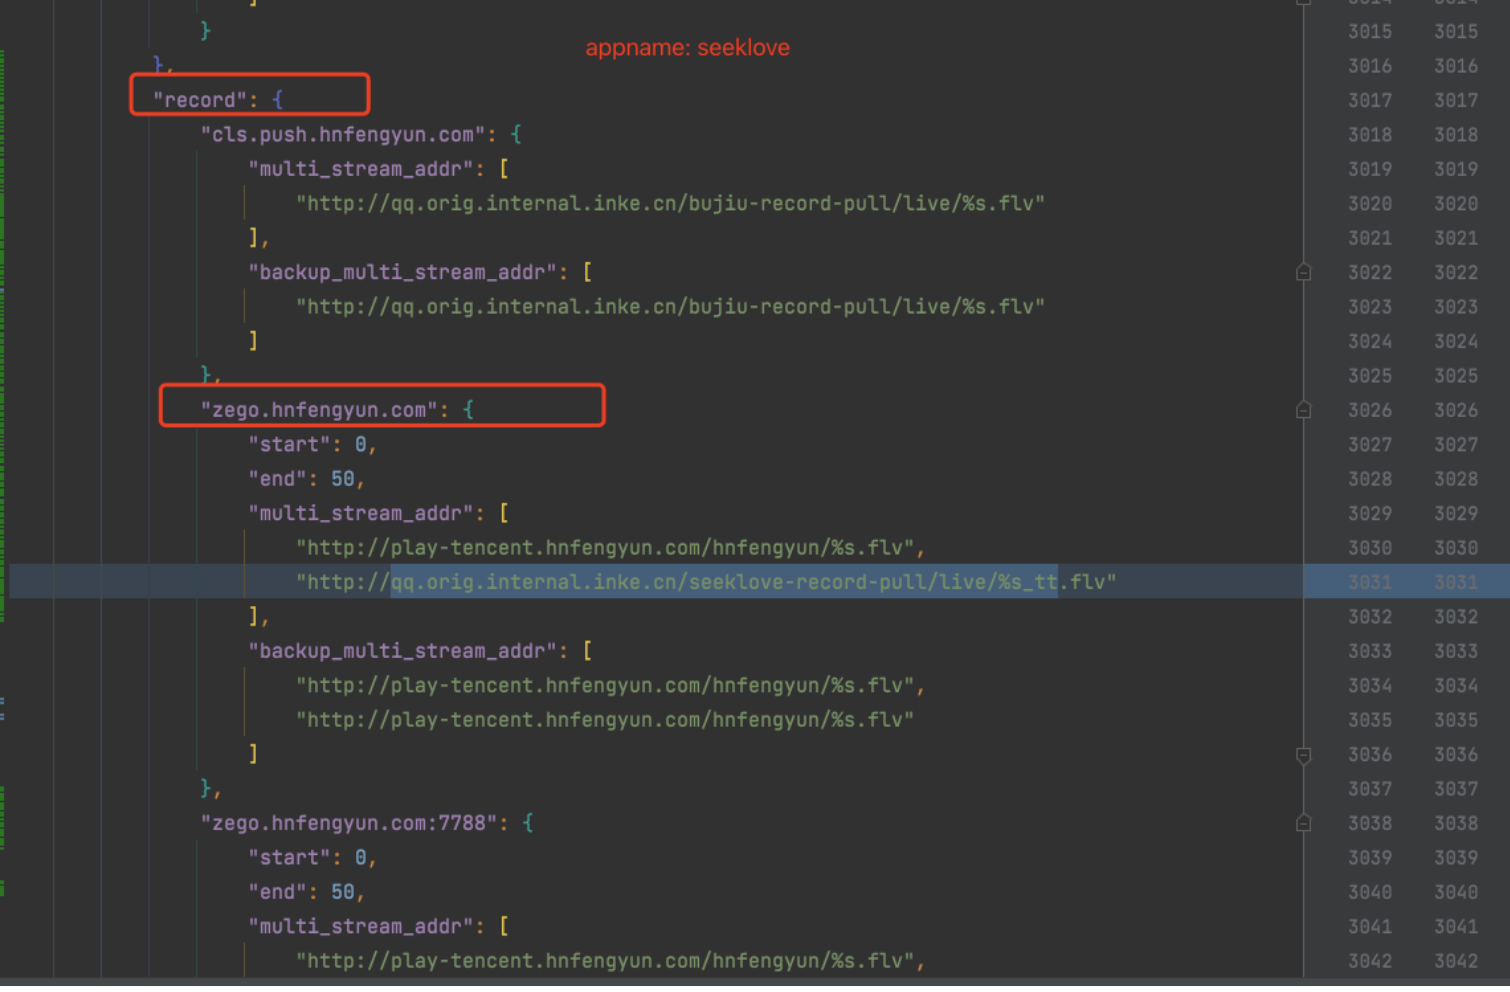 ]
3014 3014
}
3015 3015
appname: seeklove
},
3016 3016
"record": {
3017 3017
"cls.push.hnfengyun.com": {
3018 3018
"multi_stream_addr": [
3019 3019
"http://qq.orig.internal.inke.cn/bujiu-record-pull/live/%s.flv"
3020 3020
],
3021 3021
"backup_multi_stream_addr": [
3022 3022
"http://qq.orig.internal.inke.cn/bujiu-record-pull/live/%s.flv"
3023 3023
]
3024 3024
},
3025 3025
"zego.hnfengyun.com": {
3026 3026
"start": 0,
3027 3027
"end": 50,
3028 3028
"multi_stream_addr": [
3029 3029
"http://play-tencent.hnfengyun.com/hnfengyun/%s.flv",
3030 3030
"http://qq.orig.internal.inke.cn/seeklove-record-pull/live/%s_tt.flv"
3031 3031
],
3032 3032
"backup_multi_stream_addr": [
3033 3033
"http://play-tencent.hnfengyun.com/hnfengyun/%s.flv",
3034 3034
"http://play-tencent.hnfengyun.com/hnfengyun/%s.flv"
3035 3035
]
3036 3036
},
3037 3037
"zego.hnfengyun.com:7788": {
3038 3038
"start": 0,
3039 3039
"end": 50,
3040 3040
"multi_stream_addr": [
3041 3041
"http://play-tencent.hnfengyun.com/hnfengyun/%s.flv",
3042 3042